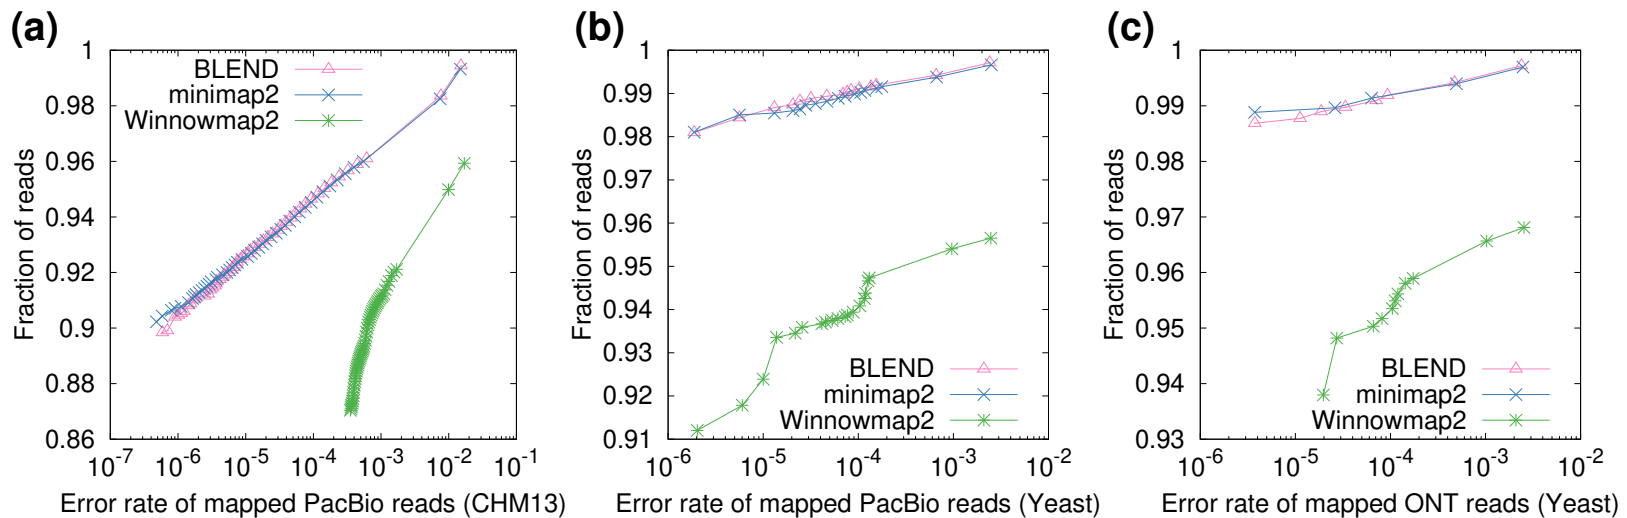 (a)
Fraction of reads
1
0.98
0.96
0.94
0.92
0.9
0.88
0.86
BLEND
minimap2
Winnowmap2
10-7 10-6 10-5 10-4 10-3 10-2 10-1
Error rate of mapped PacBio reads (CHM13)
(b)
Fraction of reads
1
0.99
0.98
0.97
0.96
0.95
0.94
0.93
0.92
0.91
BLEND
minimap2
Winnowmap2
10-6 10-5 10-4 10-3 10-2
Error rate of mapped PacBio reads (Yeast)
(c)
Fraction of reads
1
0.99
0.98
0.97
0.96
0.95
0.94
0.93
BLEND
minimap2
Winnowmap2
10-6 10-5 10-4 10-3 10-2
Error rate of mapped ONT reads (Yeast)